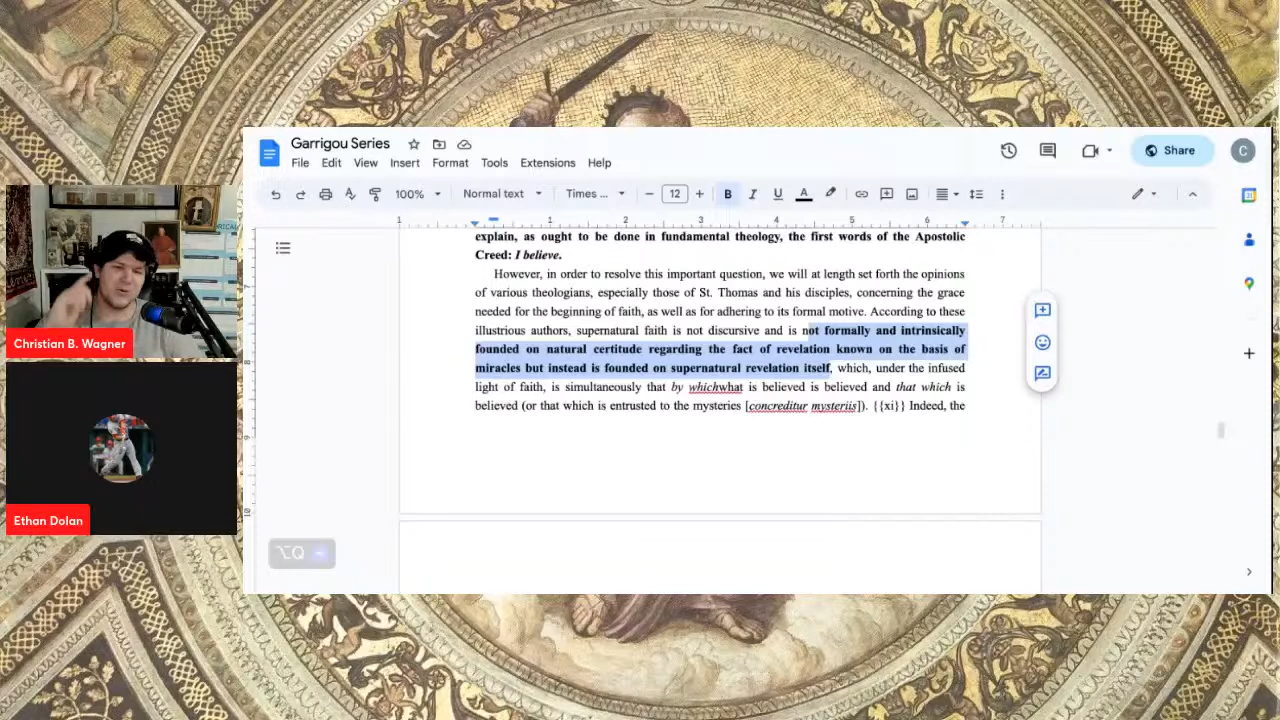 Garrigou Series
File Edit View Insert Format Tools Extensions Help
Share
C
100% Normal text Times ... 12 B I U A
1 1 2 3 4 5 6 7
explain, as ought to be done in fundamental theology, the first words of the Apostolic
Creed: I believe.
However, in order to resolve this important question, we will at length set forth the opinions
of various theologians, especially those of St. Thomas and his disciples, concerning the grace
needed for the beginning of faith, as well as for adhering to its formal motive. According to these
illustrious authors, supernatural faith is not discursive and is not formally and intrinsically
founded on natural certitude regarding the fact of revelation known on the basis of
miracles but instead is founded on supernatural revelation itself, which, under the infused
light of faith, is simultaneously that by whichwhat is believed is believed and that which is
believed (or that which is entrusted to the mysteries [concreditur mysteriis]). {{xi}} Indeed, the
Christian B. Wagner
Ethan Dolan
⌥Q